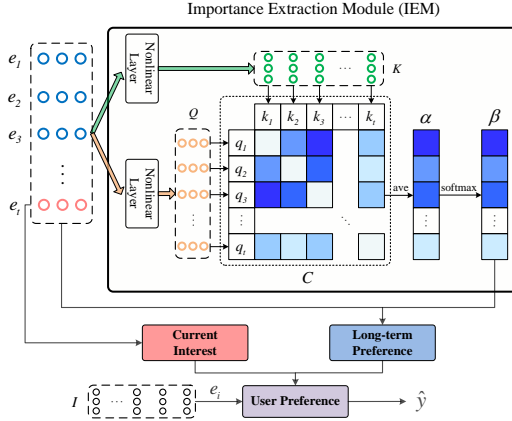 Importance Extraction Module (IEM)
e1
e2
e3
⋮
et
Nonlinear
Layer
Nonlinear
Layer
K
Q
k1 k2 k3 ⋯ kt
q1
q2
q3
⋮
qt
C
α
β
ave
softmax
Current
Interest
Long-term
Preference
I
ei
User Preference
ŷ